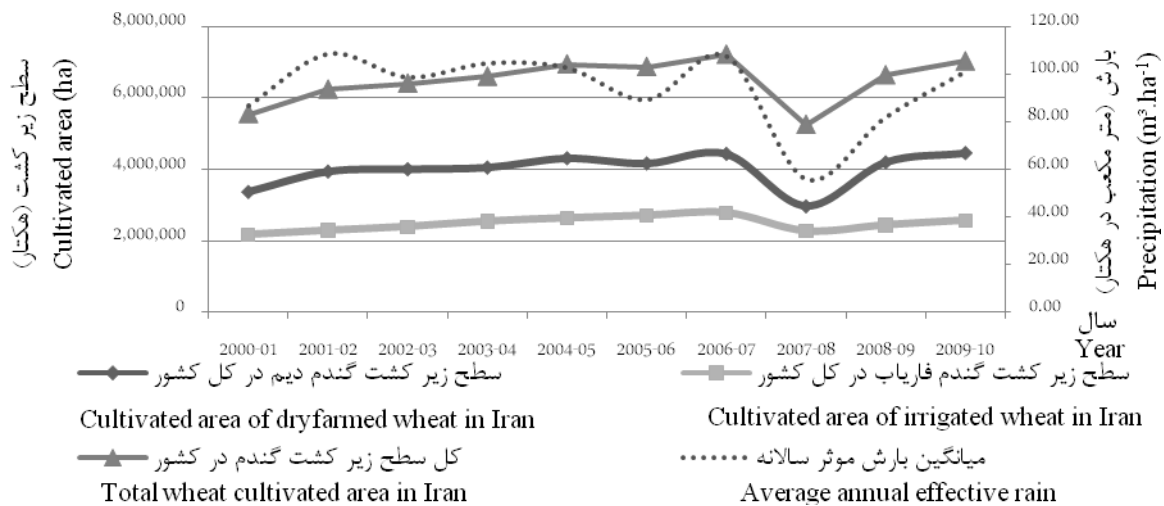 سطح زیر کشت (هکتار)
Cultivated area (ha)
8,000,000
6,000,000
4,000,000
2,000,000
0
120.00
100.00
80.00
60.00
40.00
20.00
0.00
بارش (متر مکعب در هکتار)
Precipitation (m³.ha⁻¹)
2000-01 2001-02 2002-03 2003-04 2004-05 2005-06 2006-07 2007-08 2008-09 2009-10
سال
Year
سطح زیر کشت گندم دیم در کل کشور
Cultivated area of dryfarmed wheat in Iran
سطح زیر کشت گندم فاریاب در کل کشور
Cultivated area of irrigated wheat in Iran
کل سطح زیر کشت گندم در کشور
Total wheat cultivated area in Iran
میانگین بارش موثر سالانه
Average annual effective rain